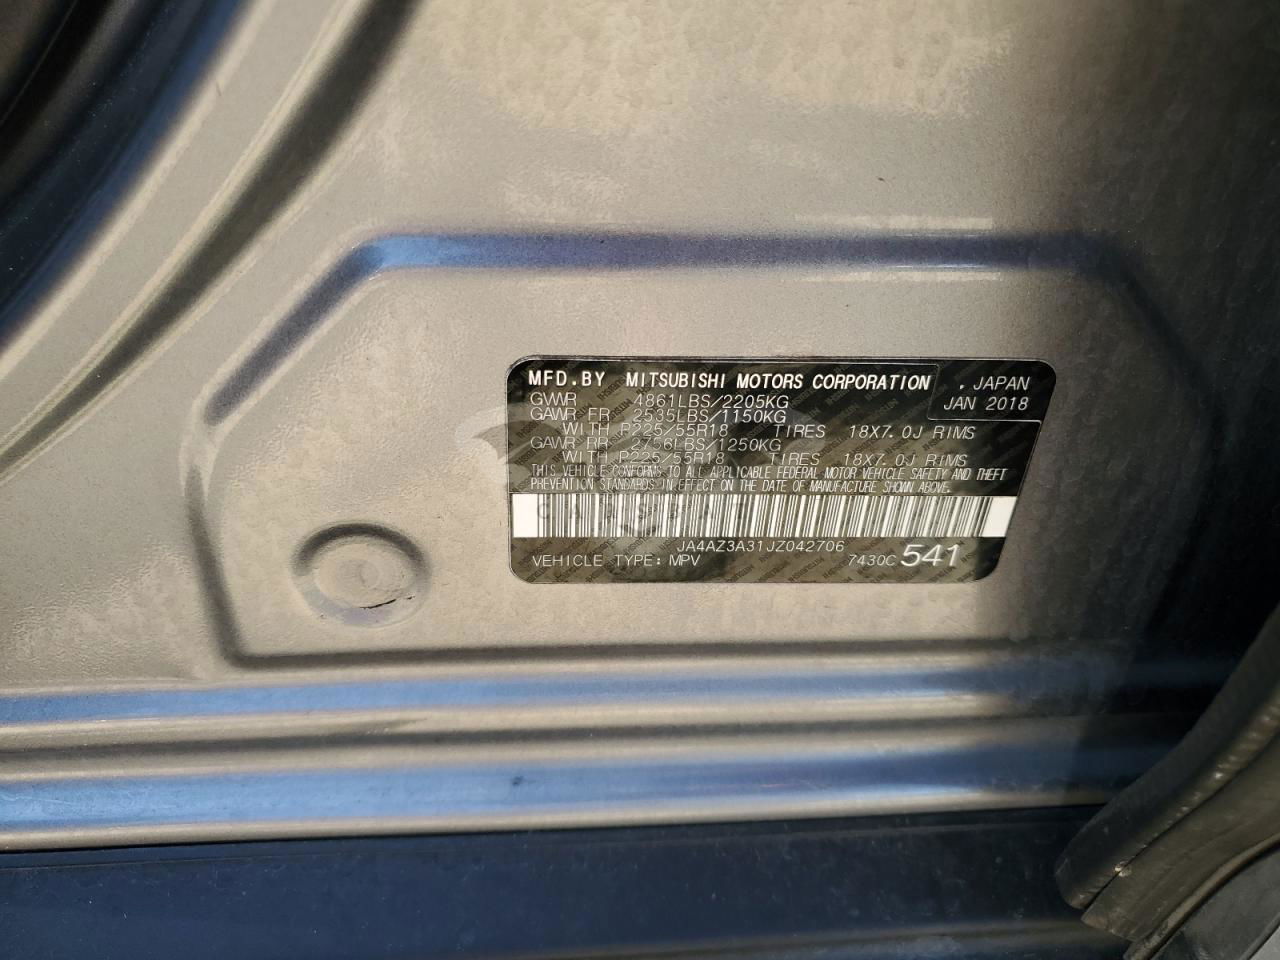 MFD.BY MITSUBISHI MOTORS CORPORATION , JAPAN
JAN 2018
GVWR 4861LBS/2205KG
GAWR FR 2535LBS/1150KG
WITH P225/55R18 TIRES 18X7.0J RIMS
GAWR RR 2756LBS/1250KG
WITH P225/55R18 TIRES 18X7.0J RIMS
THIS VEHICLE CONFORMS TO ALL APPLICABLE FEDERAL MOTOR VEHICLE SAFETY AND THEFT
PREVENTION STANDARDS IN EFFECT ON THE DATE OF MANUFACTURE SHOWN ABOVE.
JA4AZ3A31JZ042706
VEHICLE TYPE: MPV 7430C 541